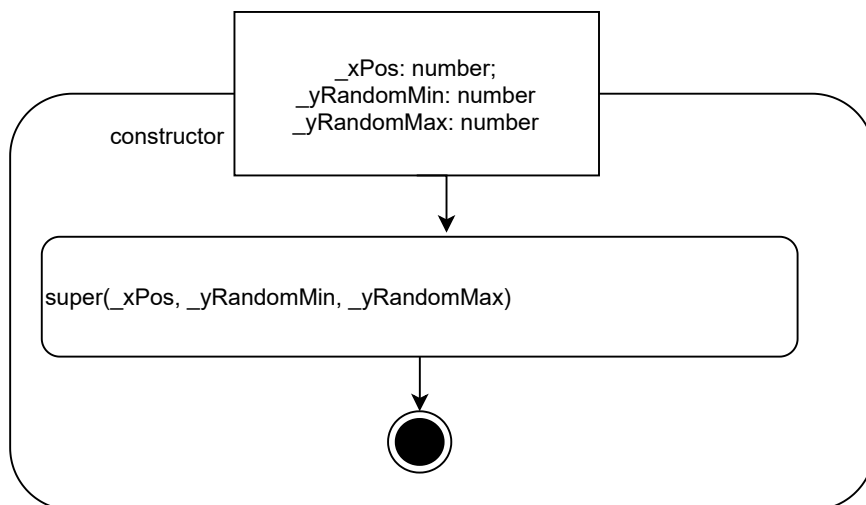 _xPos: number;
_yRandomMin: number
_yRandomMax: number
constructor
super(_xPos, _yRandomMin, _yRandomMax)